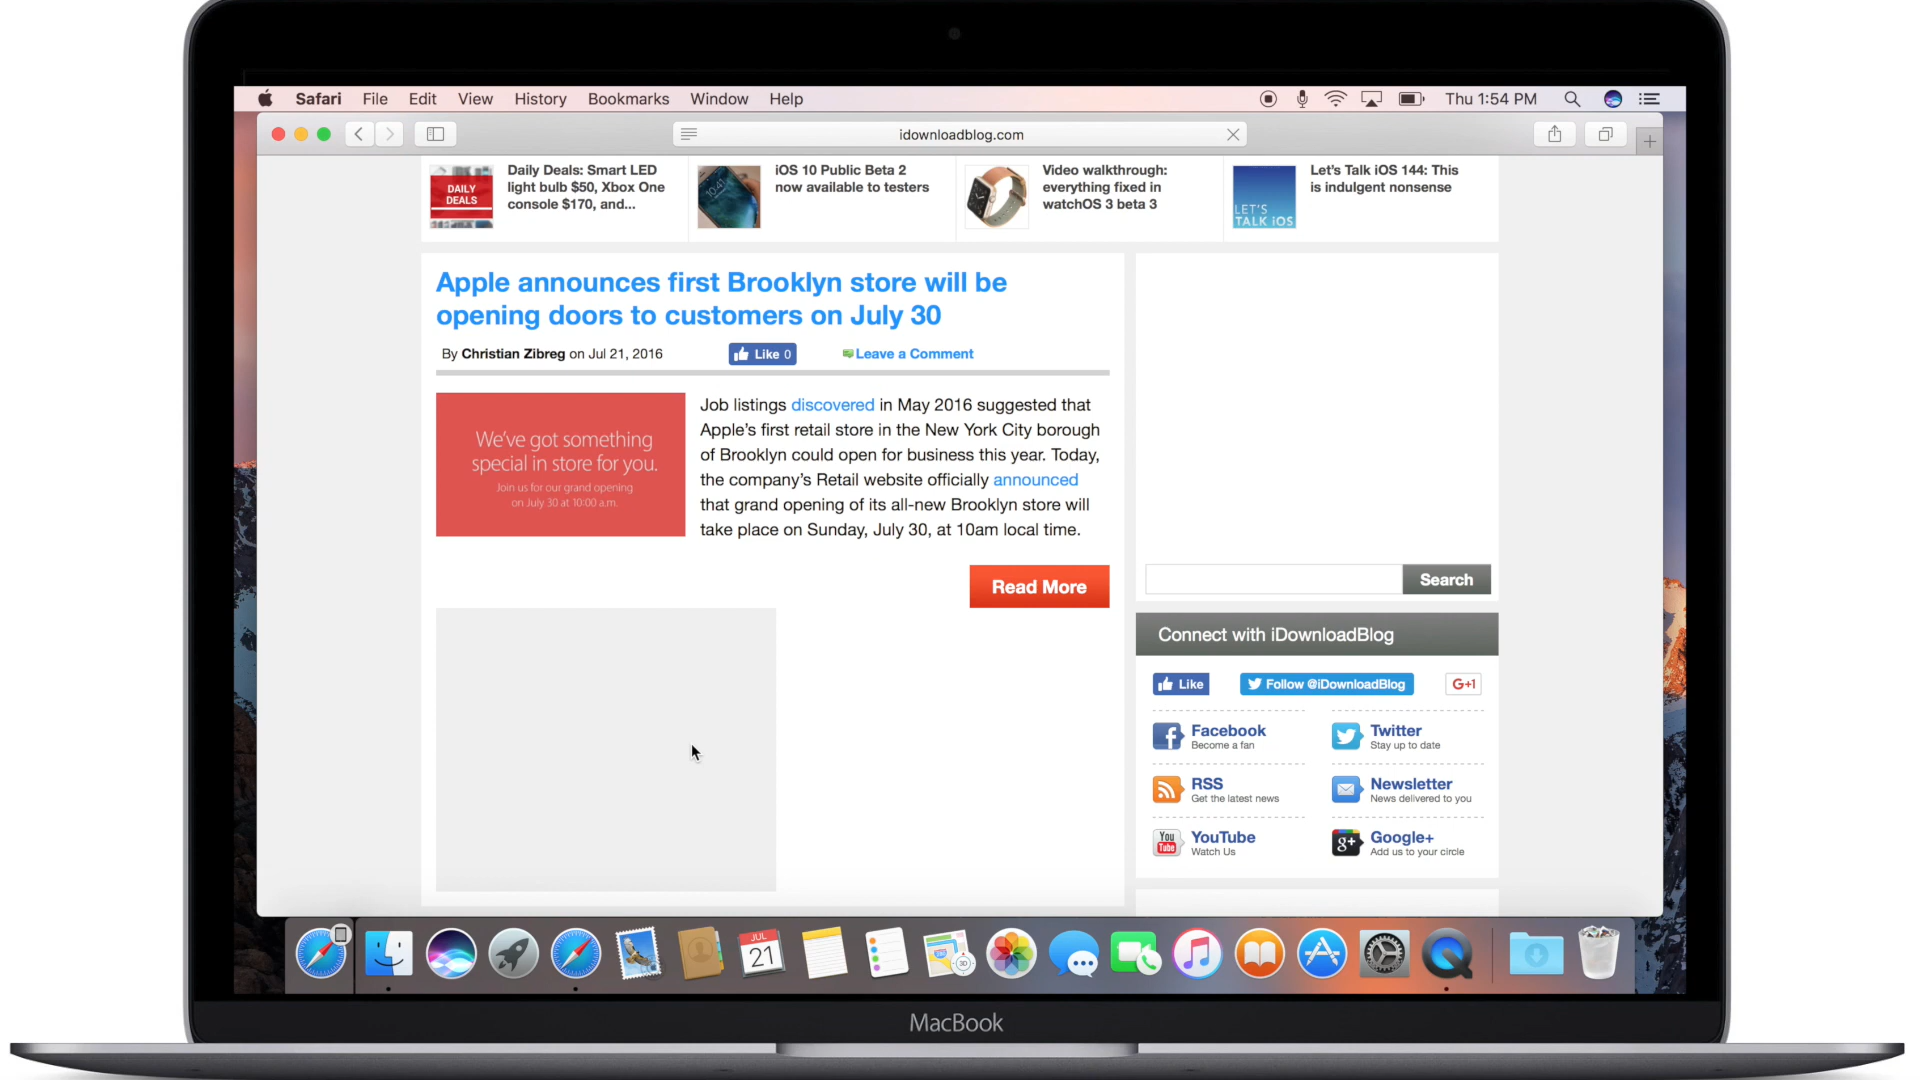 Safari File Edit View History Bookmarks Window Help Thu 1:54 PM
idownloadblog.com
DAILY
DEALS
Daily Deals: Smart LED
light bulb $50, Xbox One
console $170, and...
10:41
iOS 10 Public Beta 2
now available to testers
Video walkthrough:
everything fixed in
watchOS 3 beta 3
LET'S
TALK iOS
Let's Talk iOS 144: This
is indulgent nonsense
Apple announces first Brooklyn store will be
opening doors to customers on July 30
By Christian Zibreg on Jul 21, 2016
Like 0
Leave a Comment
We've got something
special in store for you.
Join us for our grand opening
on July 30 at 10:00 a.m.
Job listings discovered in May 2016 suggested that
Apple's first retail store in the New York City borough
of Brooklyn could open for business this year. Today,
the company's Retail website officially announced
that grand opening of its all-new Brooklyn store will
take place on Sunday, July 30, at 10am local time.
Read More
Search
Connect with iDownloadBlog
Like
Follow @iDownloadBlog
G+1
Facebook
Become a fan
Twitter
Stay up to date
RSS
Get the latest news
Newsletter
News delivered to you
You
Tube
YouTube
Watch Us
g+
Google+
Add us to your circle
JUL
21
30
MacBook